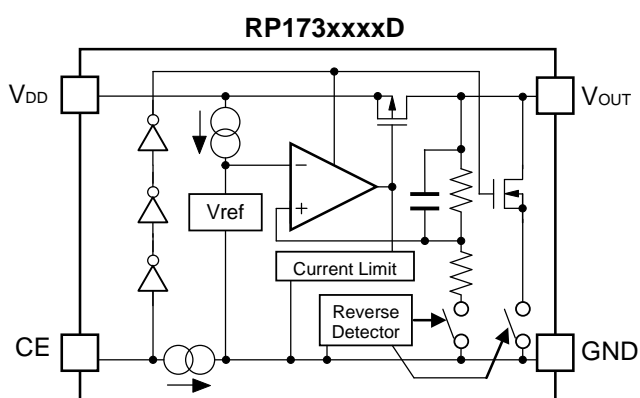 RP173xxxxD
VDD
VOUT
−
Vref
+
Current Limit
Reverse
Detector
CE
GND